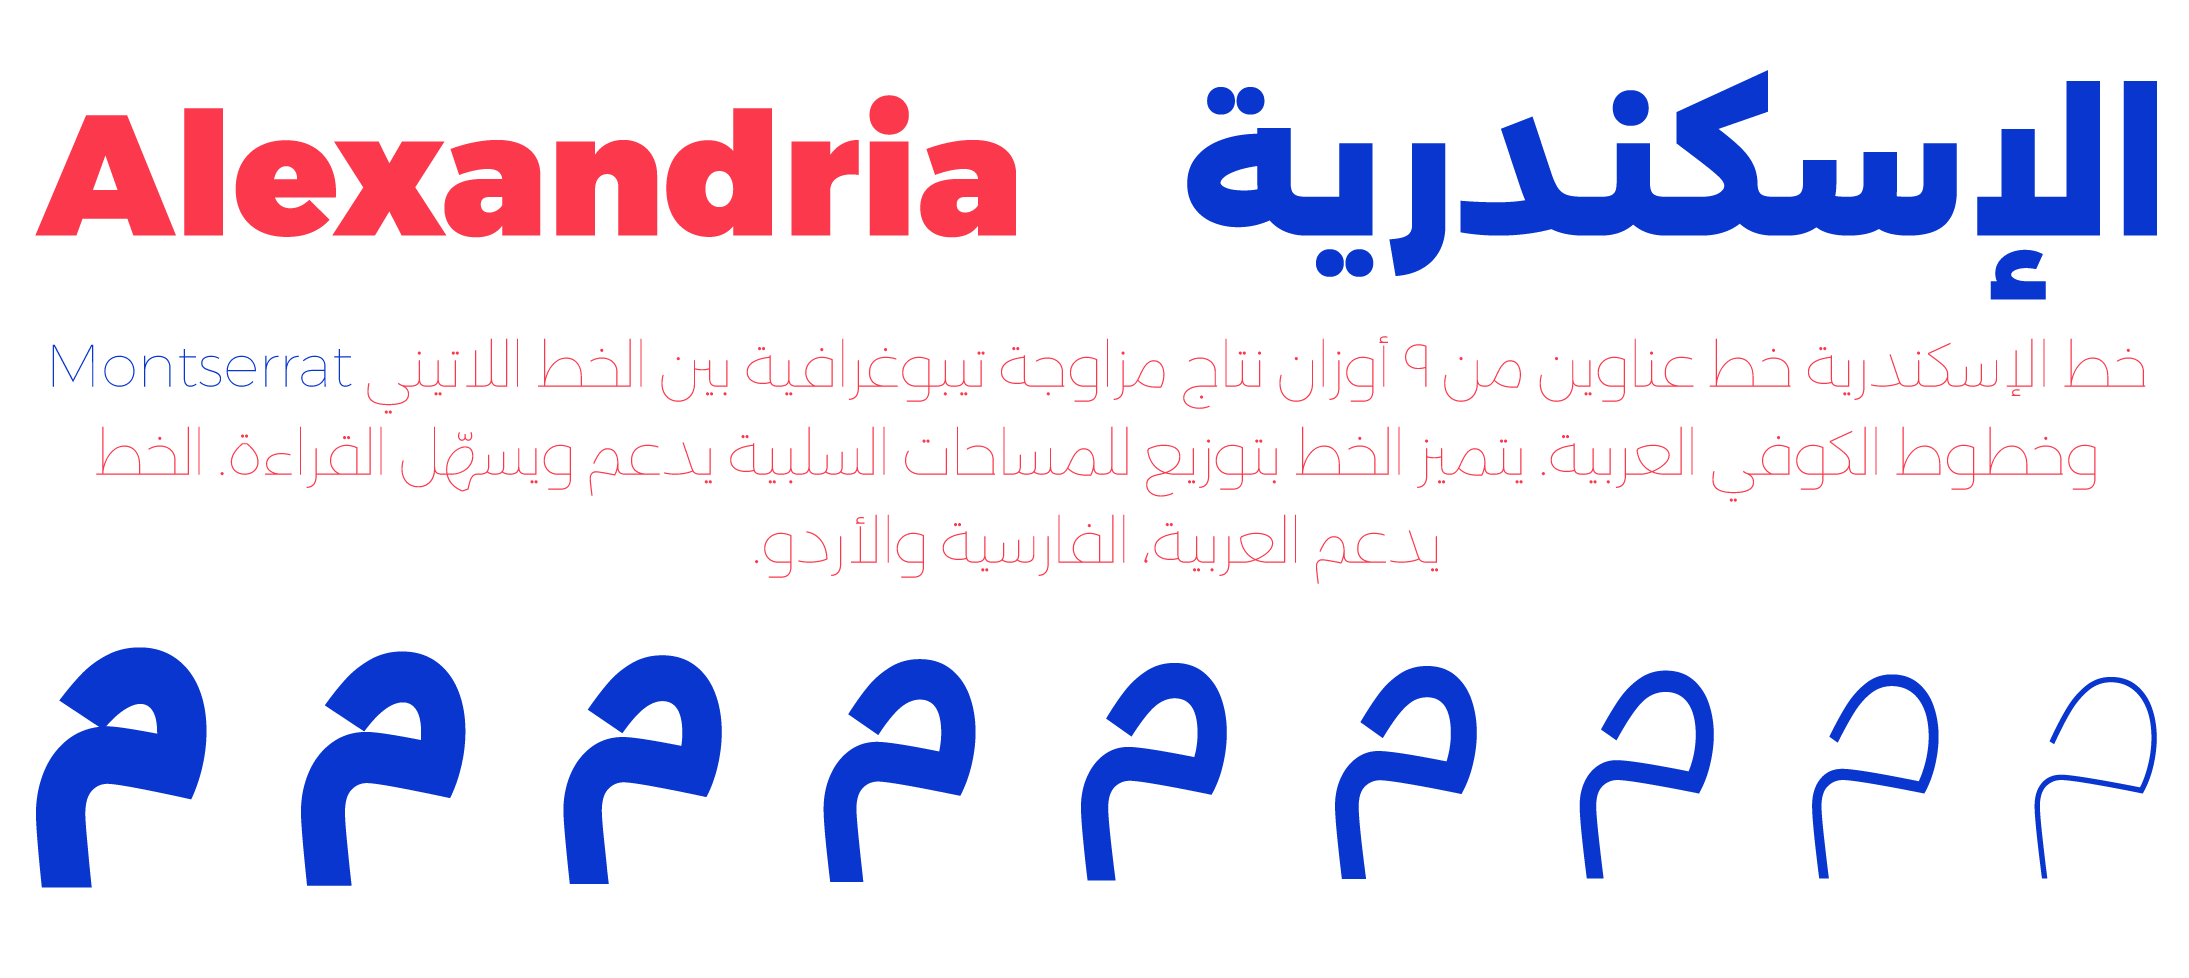 Alexandria الإسكندرية
خط الإسكندرية خط عناوين من ٩ أوزان نتاج مزاوجة تيبوغرافية بين الخط اللاتيني Montserrat
وخطوط الكوفي العربية. يتميز الخط بتوزيع للمساحات السلبية يدعم ويسهّل القراءة. الخط
يدعم العربية، الفارسية والأردو.
م م م م م م م م م